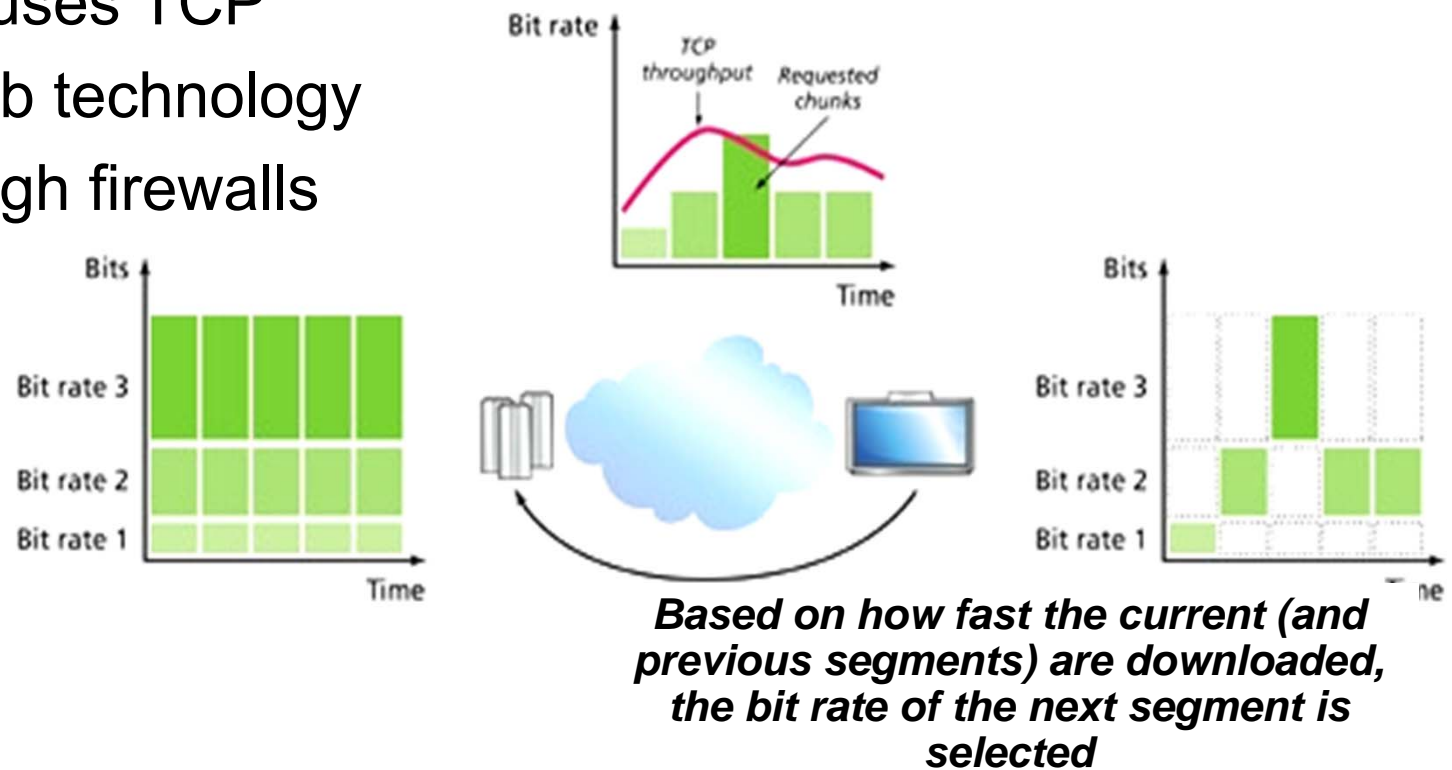 uses TCP
b technology
gh firewalls
Bit rate
TCP
throughput
Requested
chunks
Time
Bits
Bit rate 3
Bit rate 2
Bit rate 1
Time
Bits
Bit rate 3
Bit rate 2
Bit rate 1
me
Based on how fast the current (and
previous segments) are downloaded,
the bit rate of the next segment is
selected